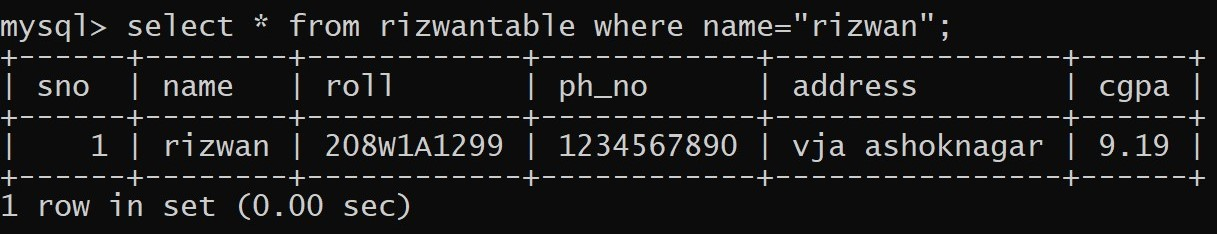 mysql> select * from rizwantable where name="rizwan";
+------+--------+------------+------------+---------------+------+
| sno  | name   | roll       | ph_no      | address       | cgpa |
+------+--------+------------+------------+---------------+------+
|    1 | rizwan | 208W1A1299 | 1234567890 | vja ashoknagar | 9.19 |
+------+--------+------------+------------+---------------+------+
1 row in set (0.00 sec)